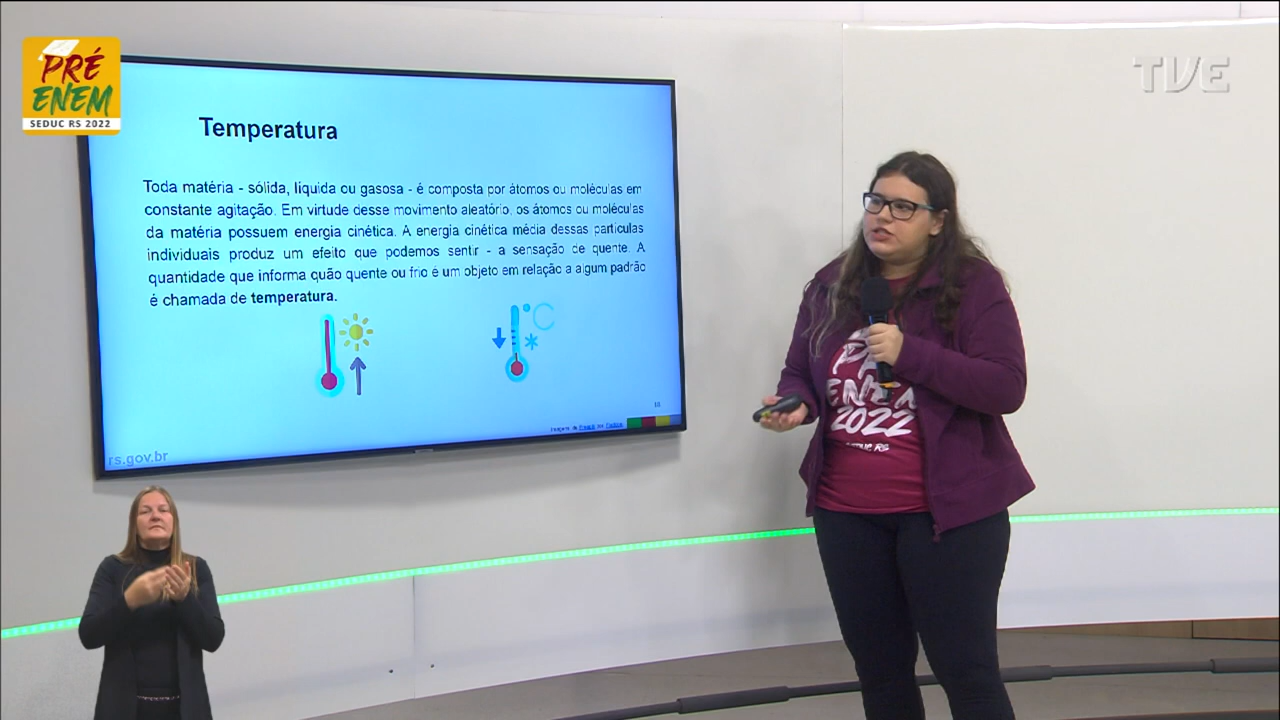 PRÉ
ENEM
SEDUC RS 2022
TVE
Temperatura
Toda matéria - sólida, líquida ou gasosa - é composta por átomos ou moléculas em
constante agitação. Em virtude desse movimento aleatório, os átomos ou moléculas
da matéria possuem energia cinética. A energia cinética média dessas partículas
individuais produz um efeito que podemos sentir - a sensação de quente. A
quantidade que informa quão quente ou frio é um objeto em relação a algum padrão
é chamada de temperatura.
°C
rs.gov.br
ENEM
2022
SEDUC RS